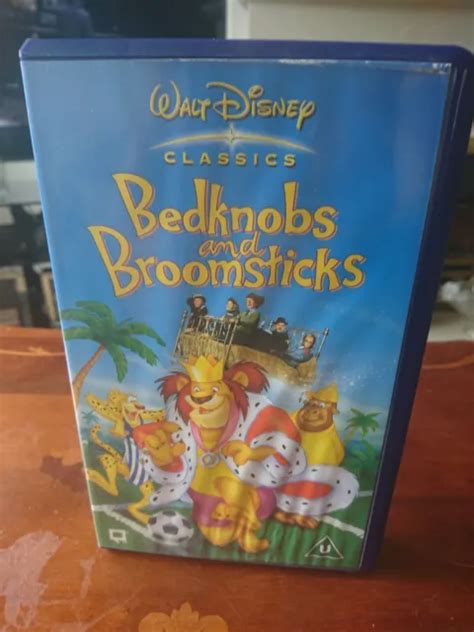 WALT DISNEY
CLASSICS
Bedknobs
and
Broomsticks
U